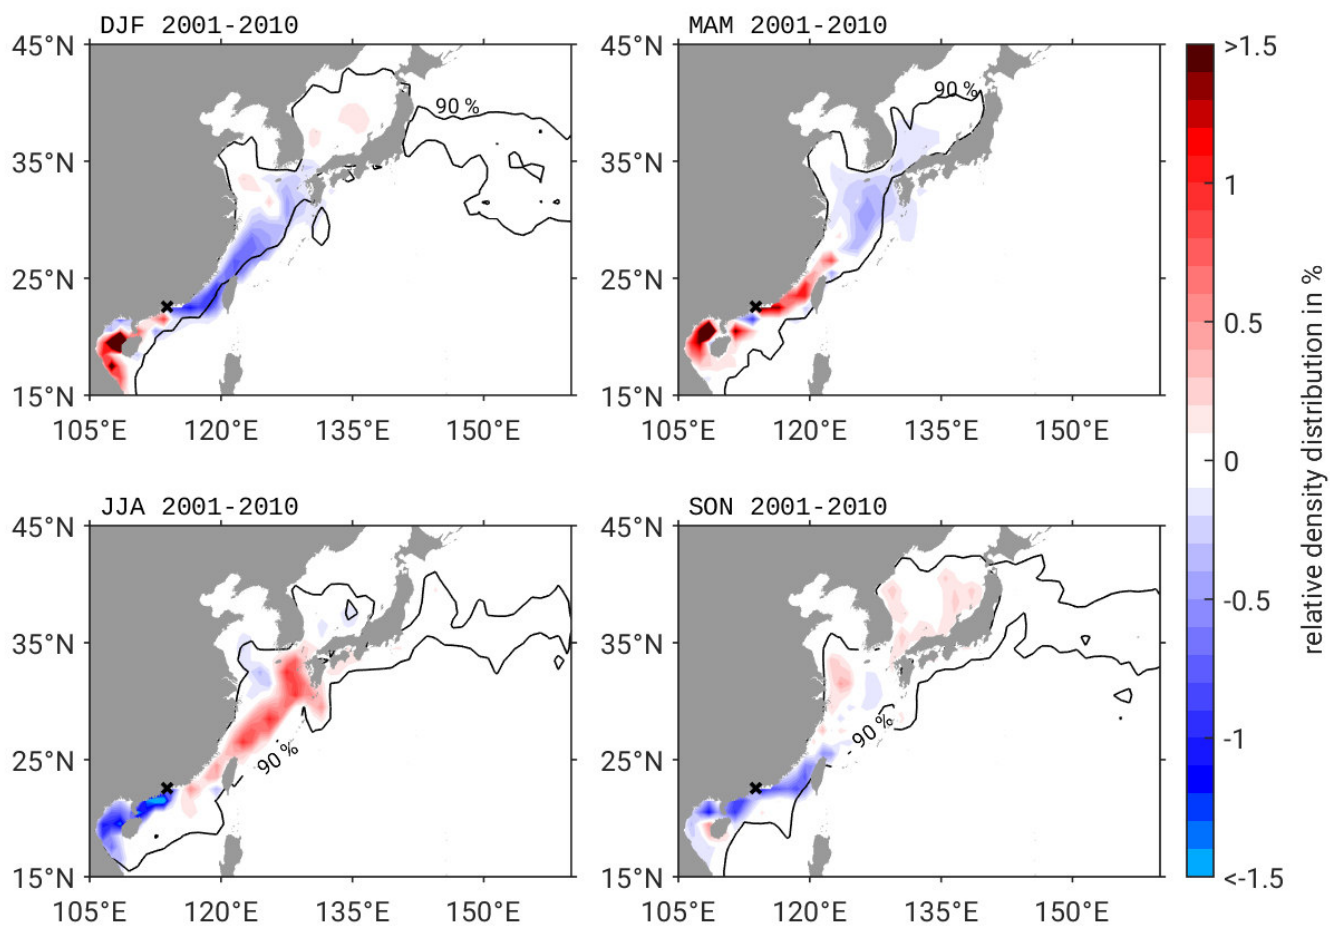 DJF 2001-2010
MAM 2001-2010
45°N
90 %
35°N
25°N
15°N
105°E
120°E
135°E
150°E
45°N
90 %
35°N
25°N
15°N
105°E
120°E
135°E
150°E
JJA 2001-2010
SON 2001-2010
45°N
35°N
25°N
90 %
15°N
105°E
120°E
135°E
150°E
45°N
35°N
25°N
90 %
15°N
105°E
120°E
135°E
150°E
>1.5
1
0.5
0
-0.5
-1
<-1.5
relative density distribution in %